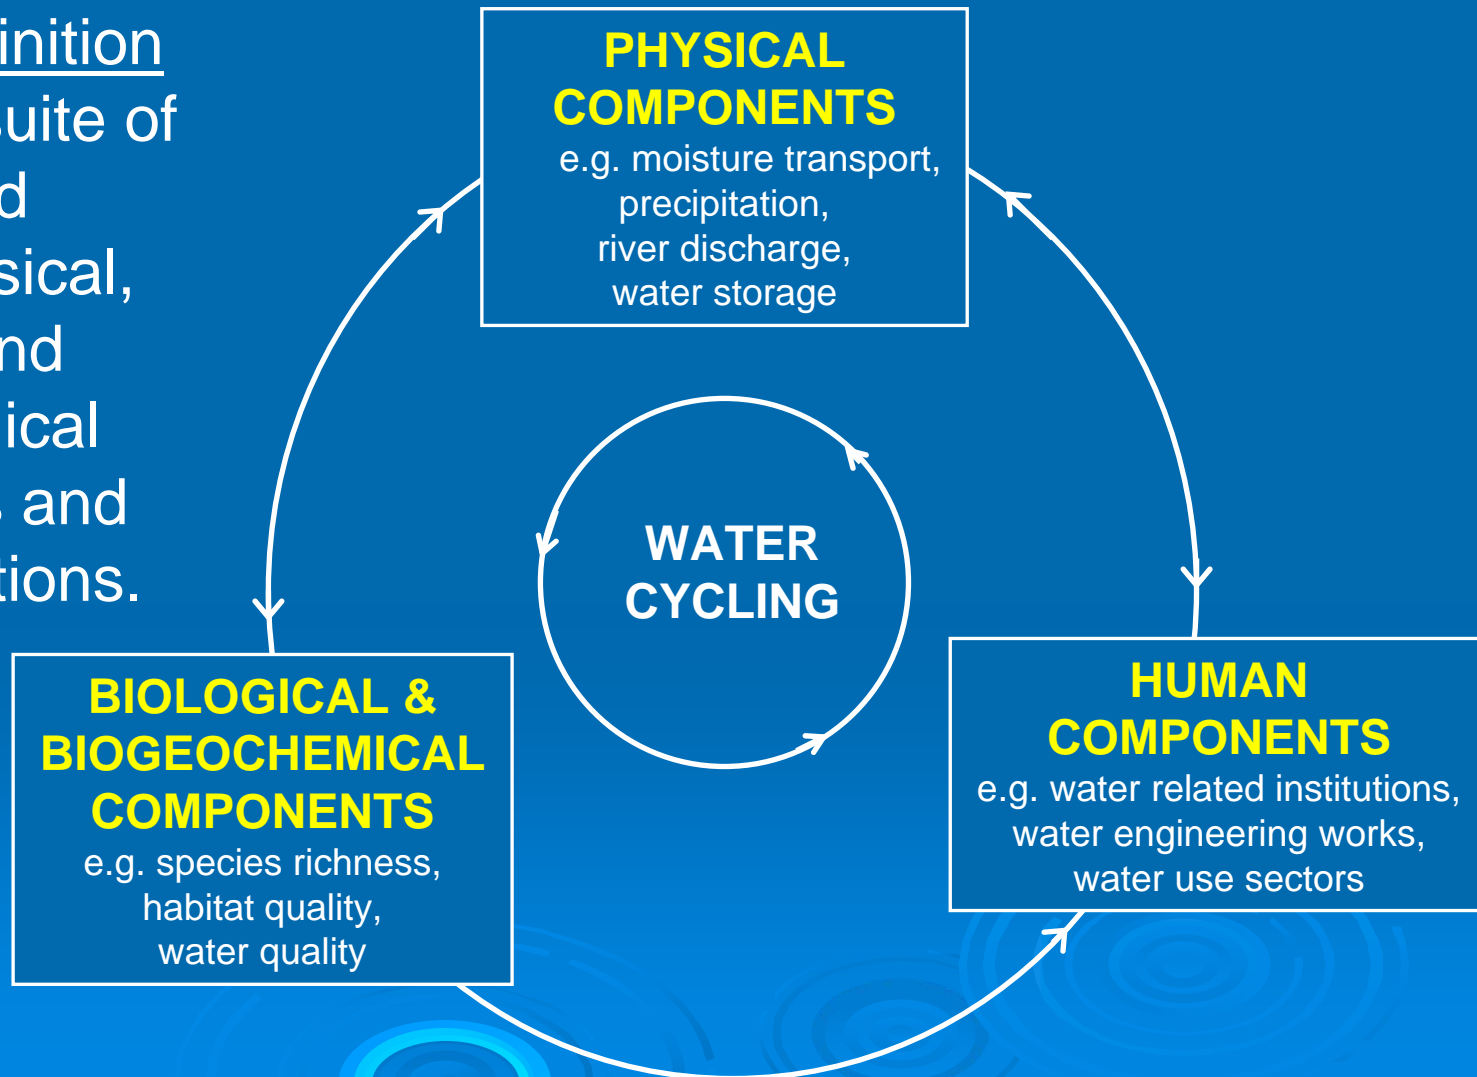 inition
suite of
d
sical,
nd
ical
s and
tions.
PHYSICAL
COMPONENTS
e.g. moisture transport,
precipitation,
river discharge,
water storage
WATER
CYCLING
BIOLOGICAL &
BIOGEOCHEMICAL
COMPONENTS
e.g. species richness,
habitat quality,
water quality
HUMAN
COMPONENTS
e.g. water related institutions,
water engineering works,
water use sectors